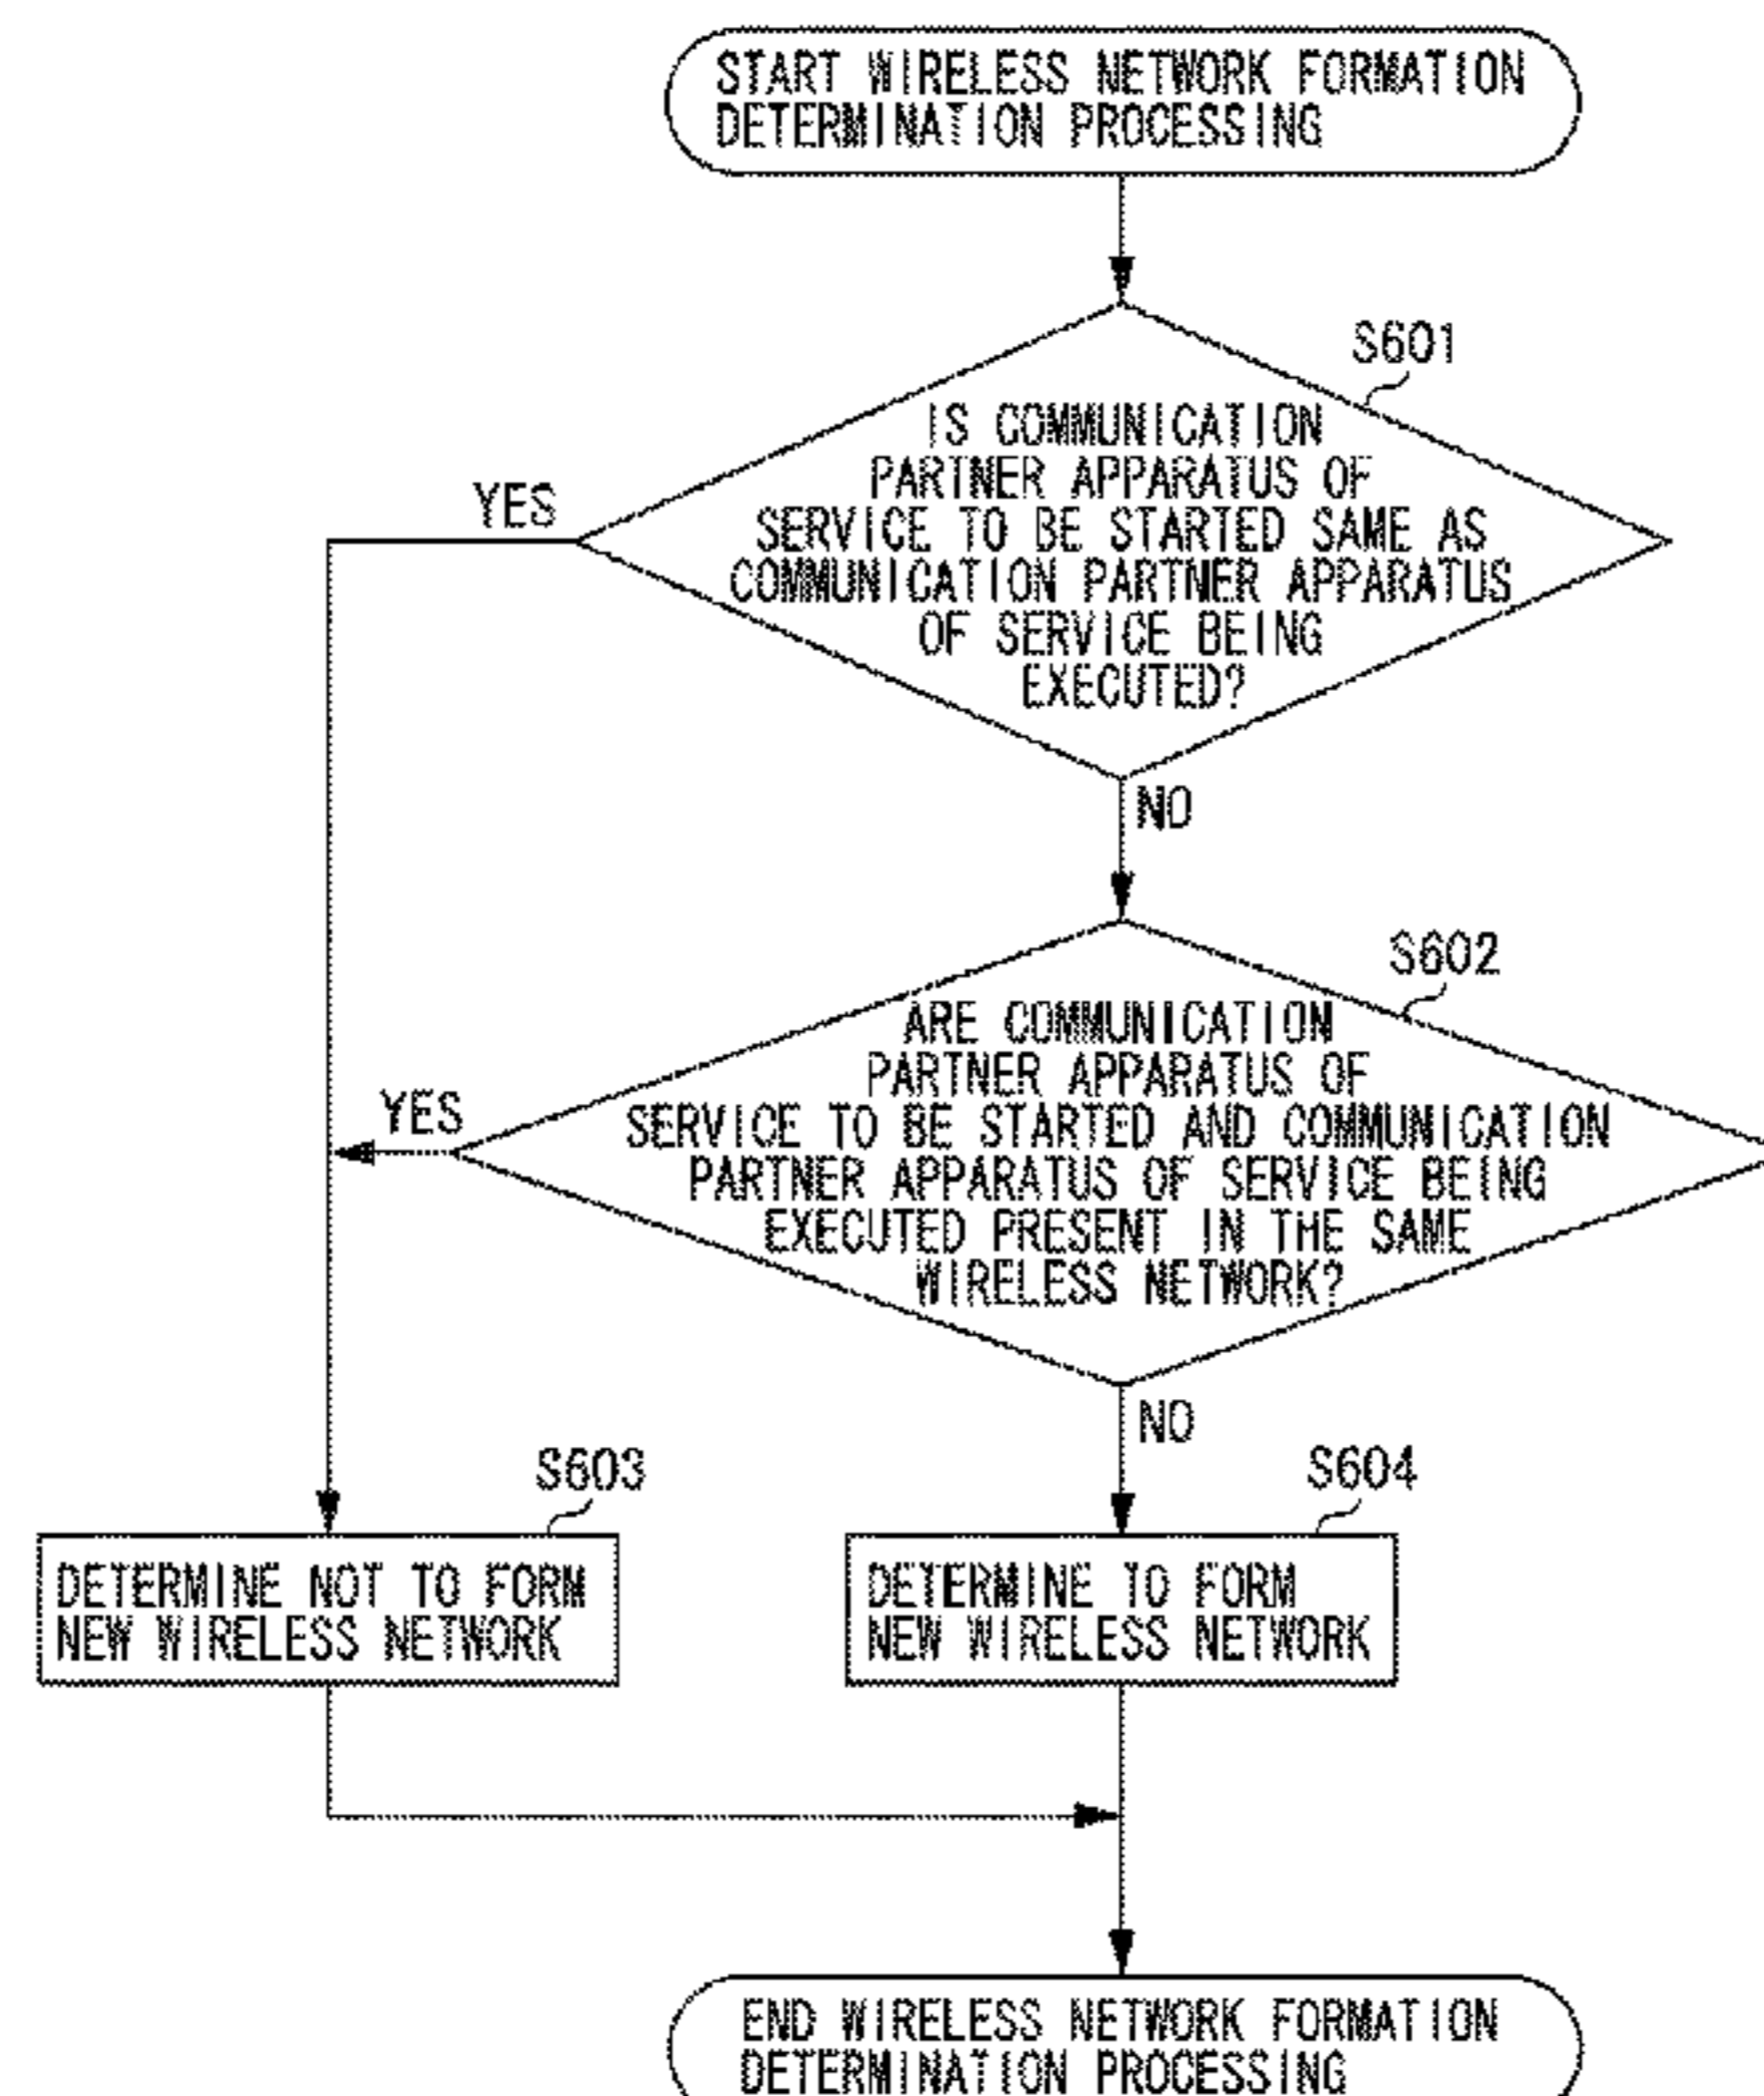 START WIRELESS NETWORK FORMATION
DETERMINATION PROCESSING
S601
IS COMMUNICATION
PARTNER APPARATUS OF
SERVICE TO BE STARTED SAME AS
COMMUNICATION PARTNER APPARATUS
OF SERVICE BEING
EXECUTED?
YES
NO
S602
ARE COMMUNICATION
PARTNER APPARATUS OF
SERVICE TO BE STARTED AND COMMUNICATION
PARTNER APPARATUS OF SERVICE BEING
EXECUTED PRESENT IN THE SAME
WIRELESS NETWORK?
YES
NO
S603
DETERMINE NOT TO FORM
NEW WIRELESS NETWORK
S604
DETERMINE TO FORM
NEW WIRELESS NETWORK
END WIRELESS NETWORK FORMATION
DETERMINATION PROCESSING